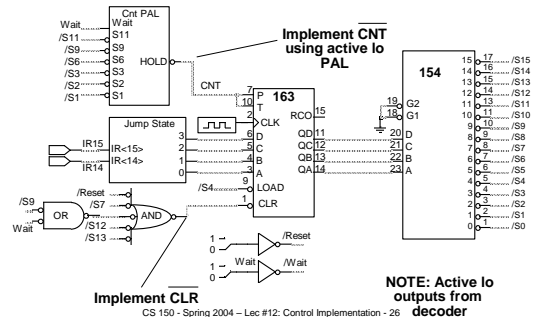 Cnt PAL
Wait
Wait
/S11
S11
/S9
S9
/S6
S6
HOLD
/S3
S3
/S2
S2
/S1
S1
Implement CNT
using active lo
PAL
CNT
163
7
P
10
T
2
CLK
RCO
15
6
D
QD
11
5
C
QC
12
4
B
QB
13
3
A
QA
14
9
LOAD
1
CLR
Jump State
IR15
IR<15>
IR14
IR<14>
3
2
1
0
/S4
/Reset
/S9
/S7
OR
AND
Wait
/S12
/S13
Implement CLR
1
0
/Reset
1
0
Wait
/Wait
154
19
G2
18
G1
20
D
21
C
22
B
23
A
15
17
/S15
14
16
/S14
13
15
/S13
12
14
/S12
11
13
/S11
10
11
/S10
9
10
/S9
8
9
/S8
7
8
/S7
6
7
/S6
5
6
/S5
4
5
/S4
3
4
/S3
2
3
/S2
1
2
/S1
0
1
/S0
NOTE: Active lo
outputs from
decoder
CS 150 - Spring 2004 – Lec #12: Control Implementation - 26